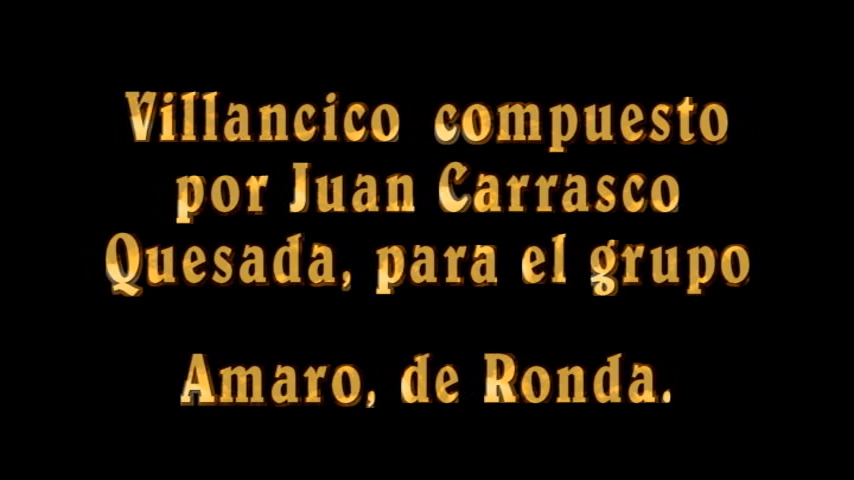 Villancico compuesto
por Juan Carrasco
Quesada, para el grupo
Amaro, de Ronda.